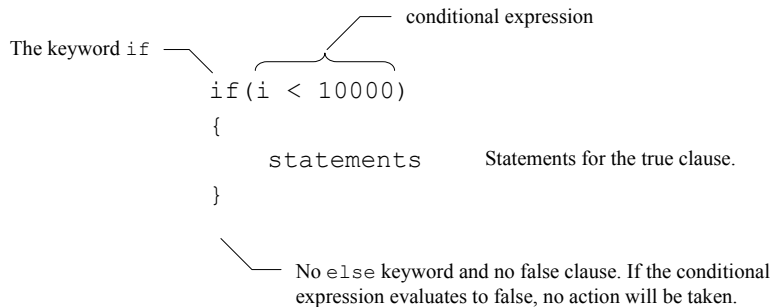 conditional expression
The keyword if
if(i < 10000)
{
statements
Statements for the true clause.
}
No else keyword and no false clause. If the conditional
expression evaluates to false, no action will be taken.